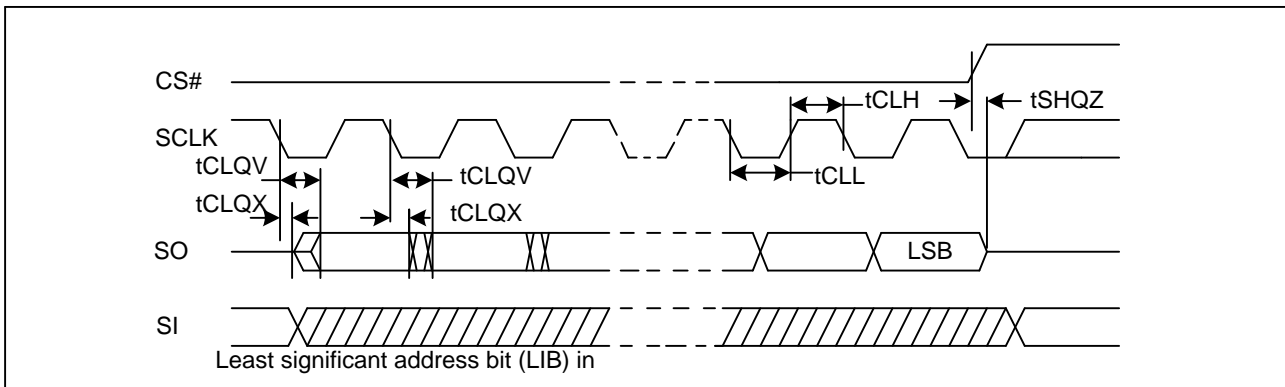 CS#
tCLH
tSHQZ
SCLK
tCLQV
tCLQV
tCLL
tCLQX
tCLQX
SO
LSB
SI
Least significant address bit (LIB) in